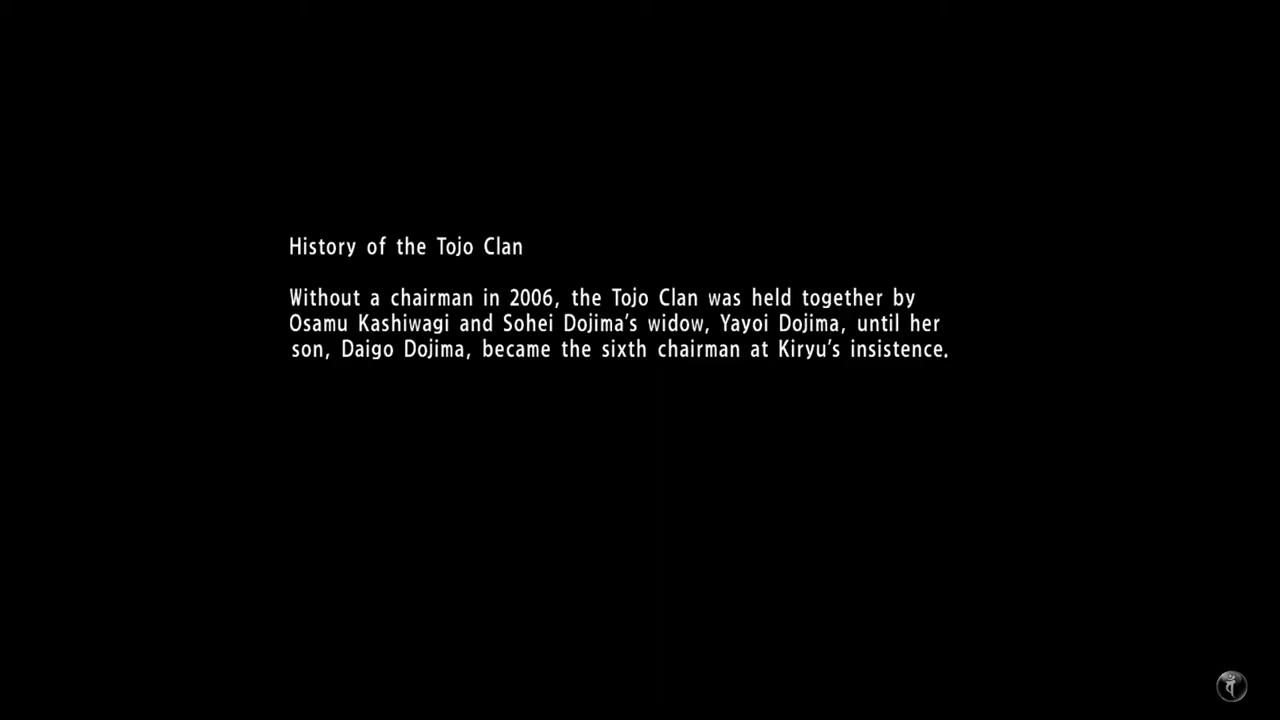 History of the Tojo Clan
Without a chairman in 2006, the Tojo Clan was held together by
Osamu Kashiwagi and Sohei Dojima's widow, Yayoi Dojima, until her
son, Daigo Dojima, became the sixth chairman at Kiryu's insistence.